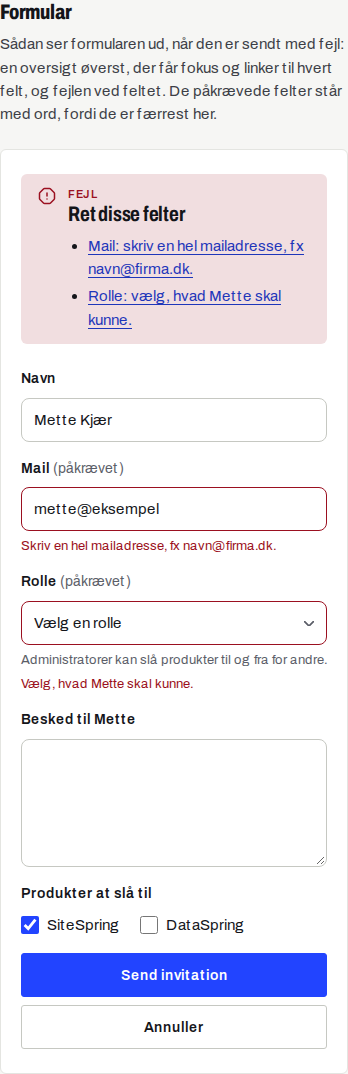 Formular
Sådan ser formularen ud, når den er sendt med fejl:
en oversigt øverst, der får fokus og linker til hvert
felt, og fejlen ved feltet. De påkrævede felter står
med ord, fordi de er færrest her.
FEJL
Ret disse felter
Mail: skriv en hel mailadresse, fx
navn@firma.dk.
Rolle: vælg, hvad Mette skal
kunne.
Navn
Mette Kjær
Mail (påkrævet)
mette@eksempel
Skriv en hel mailadresse, fx navn@firma.dk.
Rolle (påkrævet)
Vælg en rolle
Administratorer kan slå produkter til og fra for andre.
Vælg, hvad Mette skal kunne.
Besked til Mette
Produkter at slå til
SiteSpring DataSpring
Send invitation
Annuller